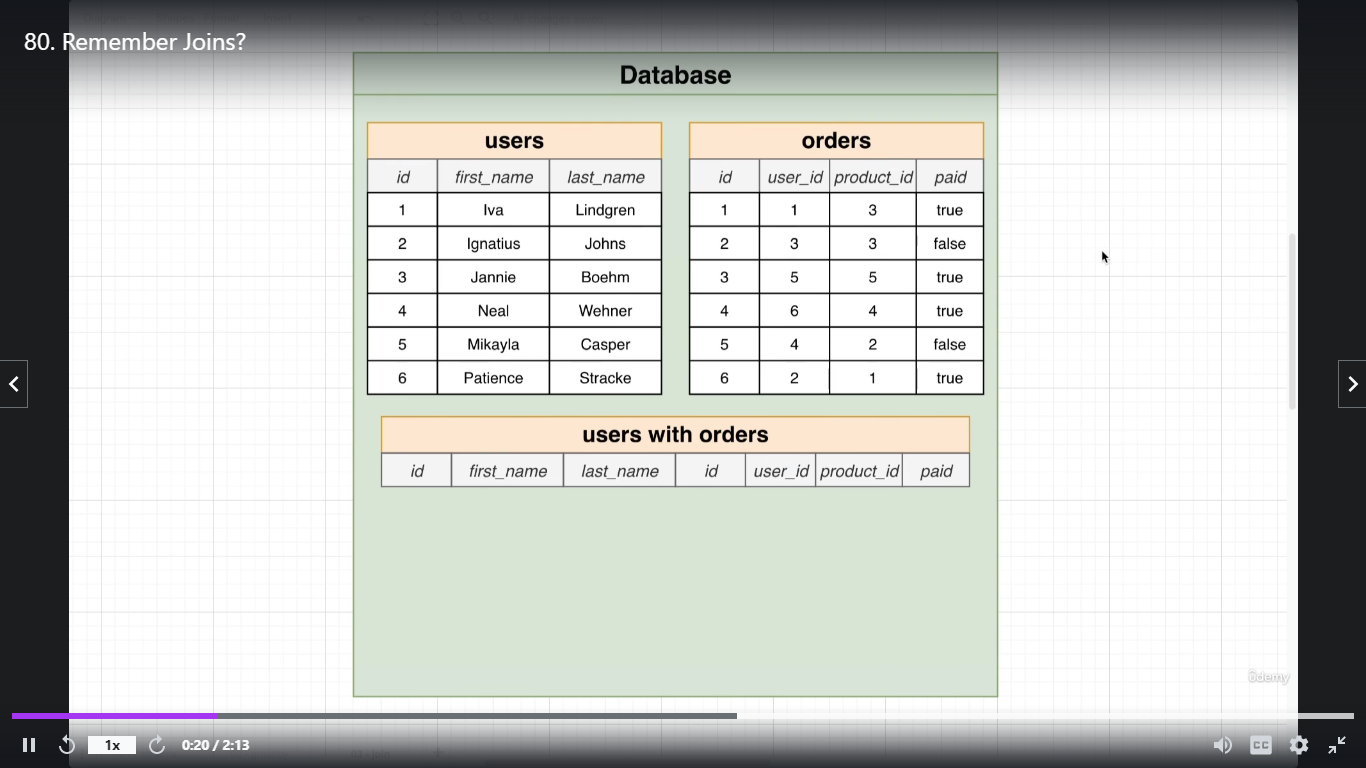 80. Remember Joins?
Database
users
id first_name last_name
1 Iva Lindgren
2 Ignatius Johns
3 Jannie Boehm
4 Neal Wehner
5 Mikayla Casper
6 Patience Stracke
orders
id user_id product_id paid
1 1 3 true
2 3 3 false
3 5 5 true
4 6 4 true
5 4 2 false
6 2 1 true
users with orders
id first_name last_name id user_id product_id paid
ûdemy
1x 0:20 / 2:13 CC